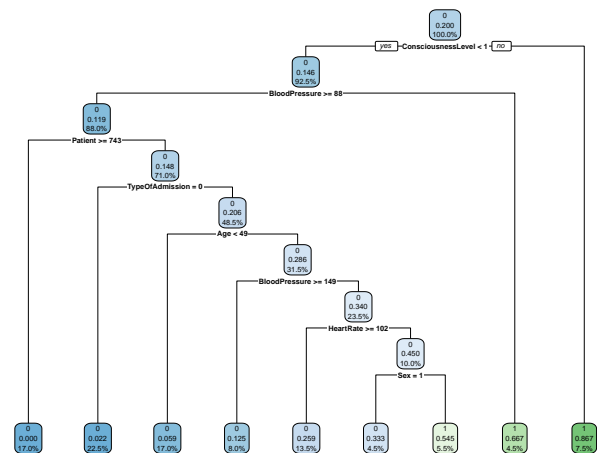 0
0.200
100.0%
yes ConsciousnessLevel < 1 no
0
0.146
92.5%
BloodPressure >= 88
0
0.119
88.0%
Patient >= 743
0
0.148
71.0%
TypeOfAdmission = 0
0
0.206
48.5%
Age < 49
0
0.286
31.5%
BloodPressure >= 149
0
0.340
23.5%
HeartRate >= 102
0
0.450
10.0%
Sex = 1
0 0 0 0 0 0 1 1 1
0.000 0.022 0.059 0.125 0.259 0.333 0.545 0.667 0.867
17.0% 22.5% 17.0% 8.0% 13.5% 4.5% 5.5% 4.5% 7.5%